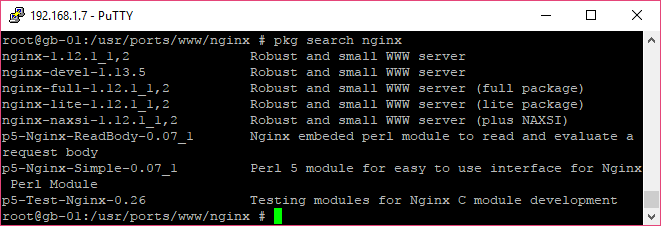 192.168.1.7 - PuTTY
root@gb-01:/usr/ports/www/nginx # pkg search nginx
nginx-1.12.1_1,2 Robust and small WWW server
nginx-devel-1.13.5 Robust and small WWW server
nginx-full-1.12.1_1,2 Robust and small WWW server (full package)
nginx-lite-1.12.1_1,2 Robust and small WWW server (lite package)
nginx-naxsi-1.12.1_1,2 Robust and small WWW server (plus NAXSI)
p5-Nginx-ReadBody-0.07_1 Nginx embeded perl module to read and evaluate a
request body
p5-Nginx-Simple-0.07_1 Perl 5 module for easy to use interface for Nginx
Perl Module
p5-Test-Nginx-0.26 Testing modules for Nginx C module development
root@gb-01:/usr/ports/www/nginx #